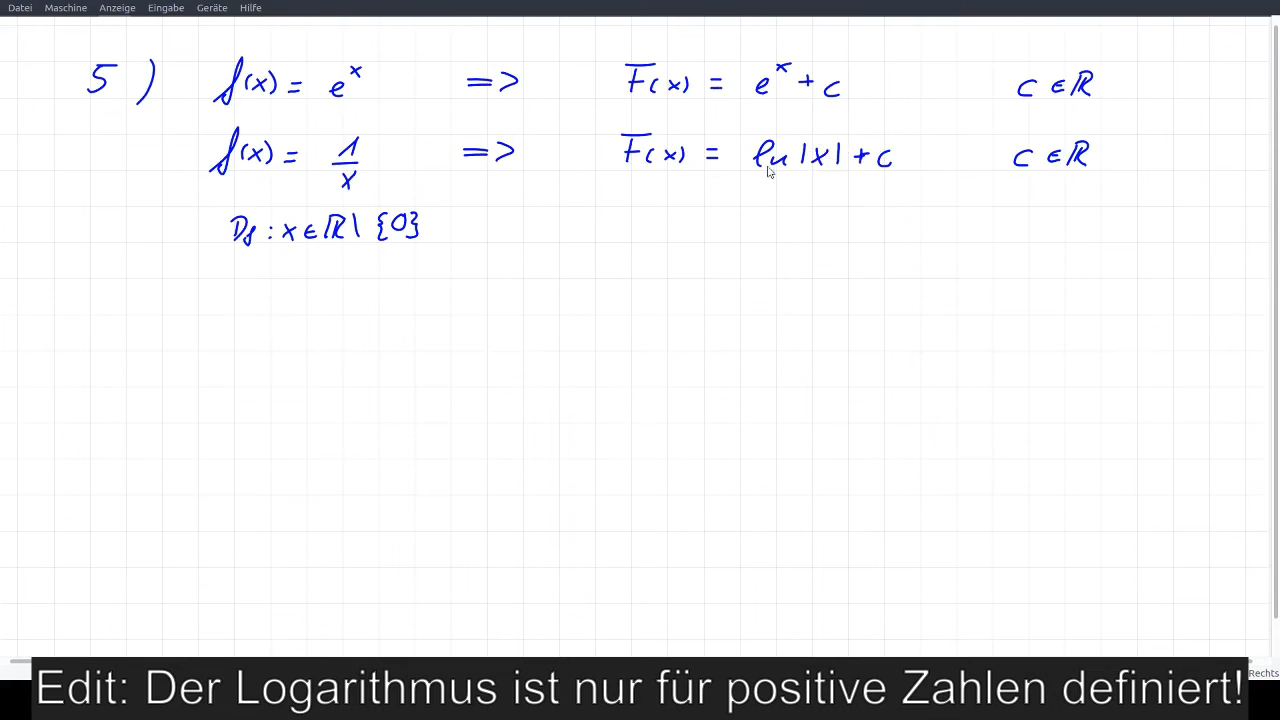 Datei Maschine Anzeige Eingabe Geräte Hilfe
5 ) f(x) = e^x => F(x) = e^x + c c ∈ ℝ
f(x) = 1/x => F(x) = ln |x| + c c ∈ ℝ
D_f : x ∈ ℝ \ {0}
Rechts
Edit: Der Logarithmus ist nur für positive Zahlen definiert!